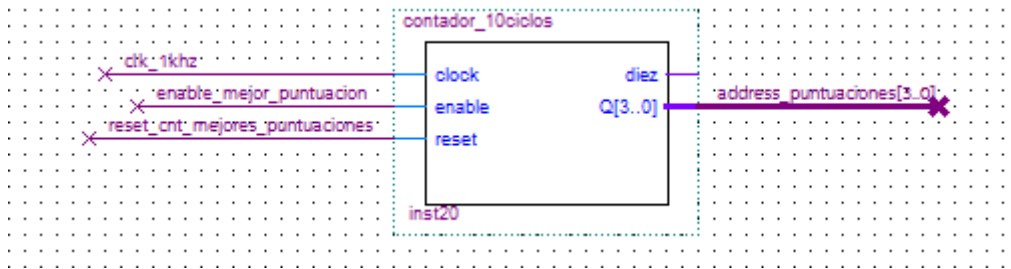 contador_10ciclos
clk_1khz
clock
diez
enable_mejor_puntuacion
enable
Q[3..0]
address_puntuaciones[3..0]
reset_cnt_mejores_puntuaciones
reset
inst20